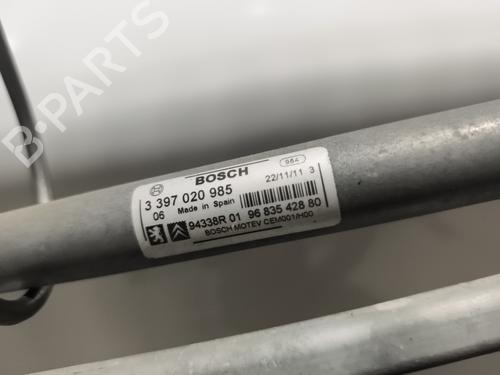 BOSCH
984
3 397 020 985
22/11/11 3
06 Made in Spain
94338R 01 96 835 428 80
BOSCH MOTEV CEM001/H00
B-PARTS